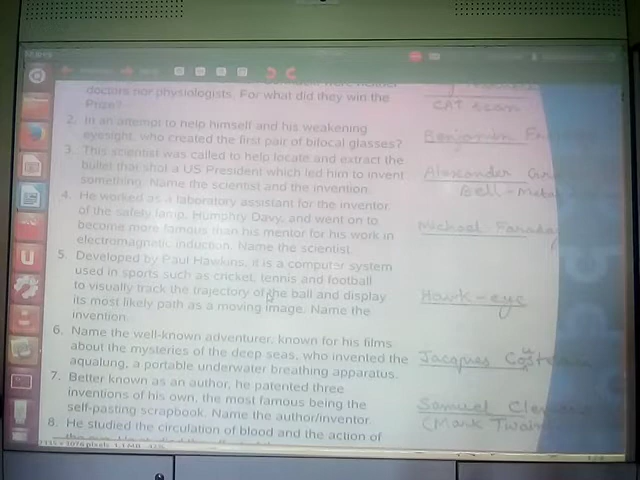 doctors nor physiologists. For what did they win the
Prize?
CAT scan
2. In an attempt to help himself and his weakening
eyesight, who created the first pair of bifocal glasses?
Benjamin
3. This scientist was called to help locate and extract the
bullet that shot a US President which led him to invent
something. Name the scientist and the invention.
Alexander
Bell - Meta
4. He worked as a laboratory assistant for the inventor
of the safety lamp, Humphry Davy, and went on to
become more famous than his mentor for his work in
electromagnetic induction. Name the scientist.
Michael Faraday
5. Developed by Paul Hawkins, it is a computer system
used in sports such as cricket, tennis and football
to visually track the trajectory of the ball and display
its most likely path as a moving image. Name the
invention.
Hawk-eye
6. Name the well-known adventurer, known for his films
about the mysteries of the deep seas, who invented the
aqualung, a portable underwater breathing apparatus.
Jacques
7. Better known as an author, he patented three
inventions of his own, the most famous being the
self-pasting scrapbook. Name the author/inventor.
Samuel
(Mark Twain
8. He studied the circulation of blood and the action of